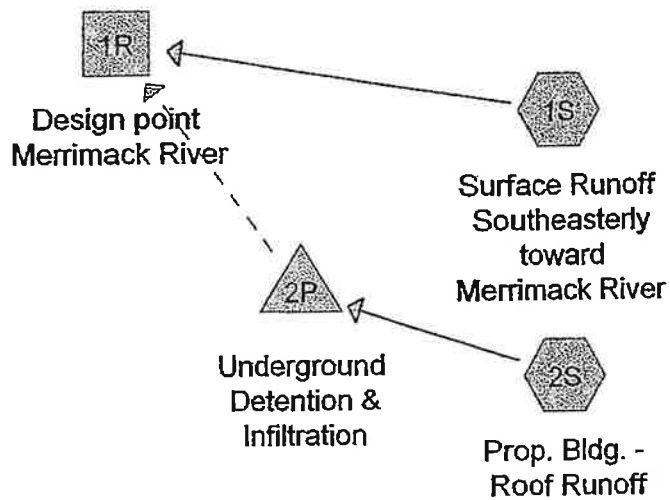 1R
Design point
Merrimack River
1S
Surface Runoff
Southeasterly
toward
Merrimack River
2P
Underground
Detention &
Infiltration
2S
Prop. Bldg. -
Roof Runoff